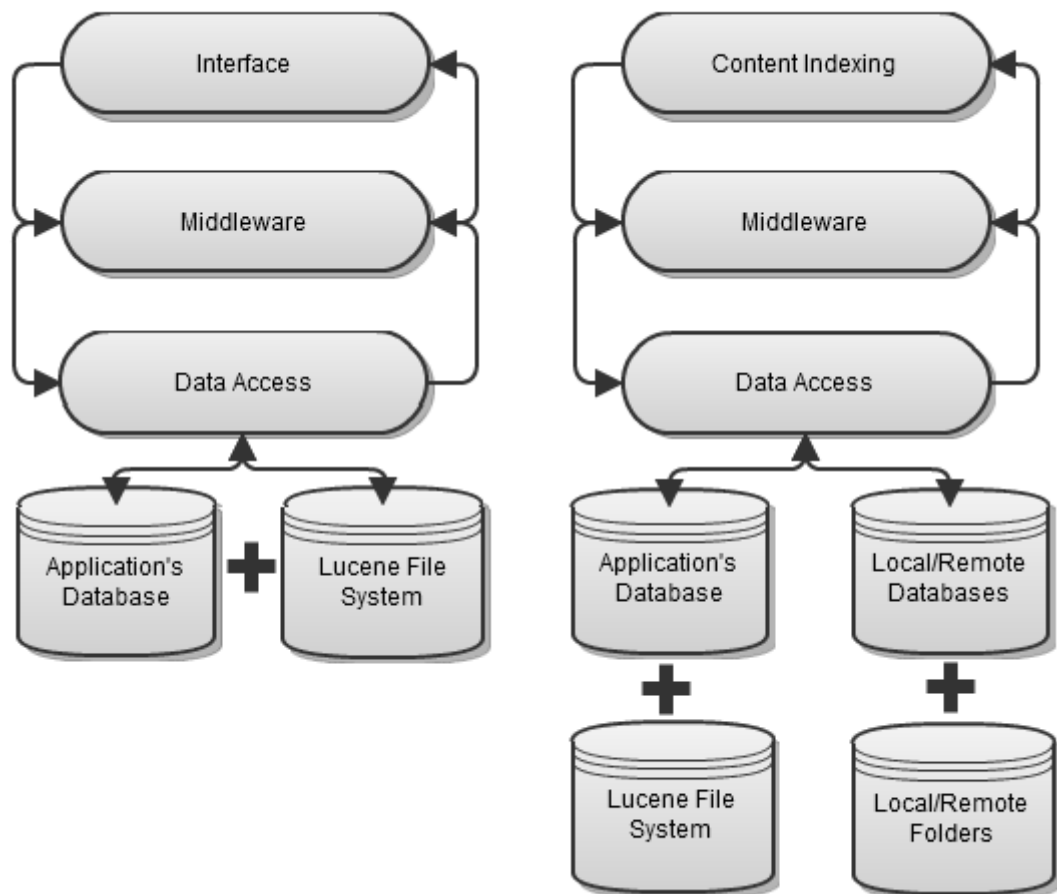 Interface
Middleware
Data Access
Application's
Database
Lucene File
System
Content Indexing
Middleware
Data Access
Application's
Database
Local/Remote
Databases
Lucene File
System
Local/Remote
Folders